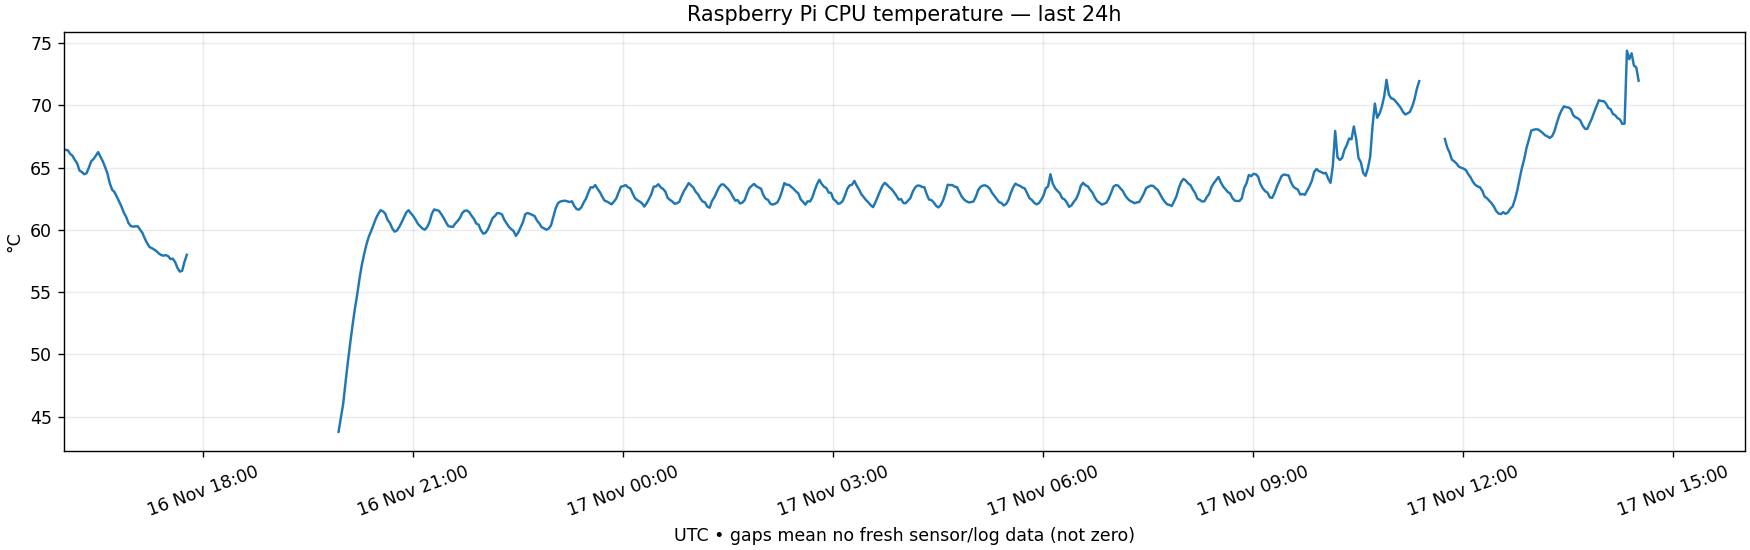 Raspberry Pi CPU temperature — last 24h
75
70
65
60
55
50
45
°C
16 Nov 18:00
16 Nov 21:00
17 Nov 00:00
17 Nov 03:00
17 Nov 06:00
17 Nov 09:00
17 Nov 12:00
17 Nov 15:00
UTC • gaps mean no fresh sensor/log data (not zero)